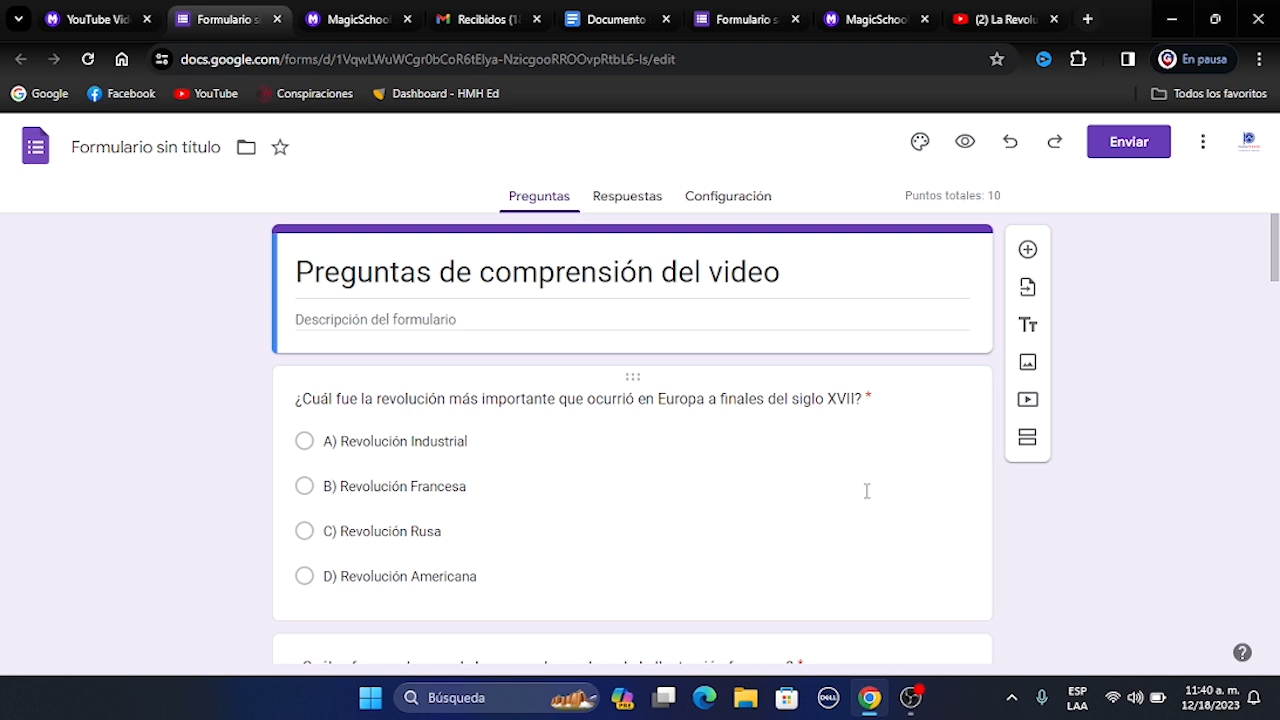 YouTube Vid
Formulario s
MagicSchool
Recibidos (1
Documento
Formulario s
MagicSchoo
(2) La Revolu
docs.google.com/forms/d/1VqwLWuWCgr0bCoR6tElya-NzicgooRROOvpRtbL6-ls/edit
En pausa
Google
Facebook
YouTube
Conspiraciones
Dashboard - HMH Ed
Todos los favoritos
Formulario sin título
Enviar
Preguntas
Respuestas
Configuración
Puntos totales: 10
Preguntas de comprensión del video
Descripción del formulario
¿Cuál fue la revolución más importante que ocurrió en Europa a finales del siglo XVII? *
A) Revolución Industrial
B) Revolución Francesa
C) Revolución Rusa
D) Revolución Americana
Búsqueda
PRE
DELL
ESP
LAA
11:40 a. m.
12/18/2023